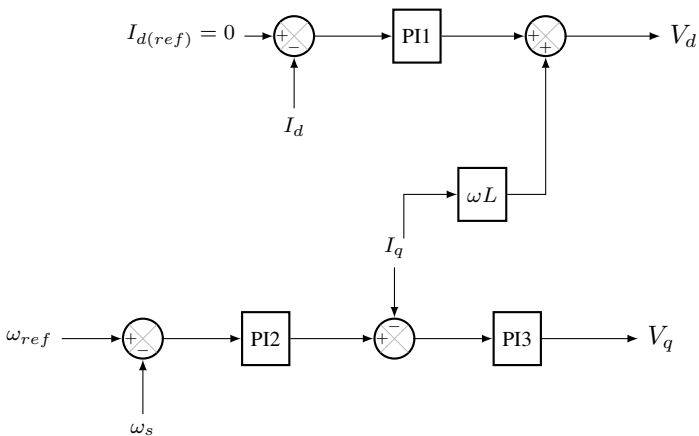 I_{d(ref)} = 0
+
−
PI1
+
+
V_d
I_d
ωL
I_q
ω_{ref}
+
−
PI2
−
+
PI3
V_q
ω_s